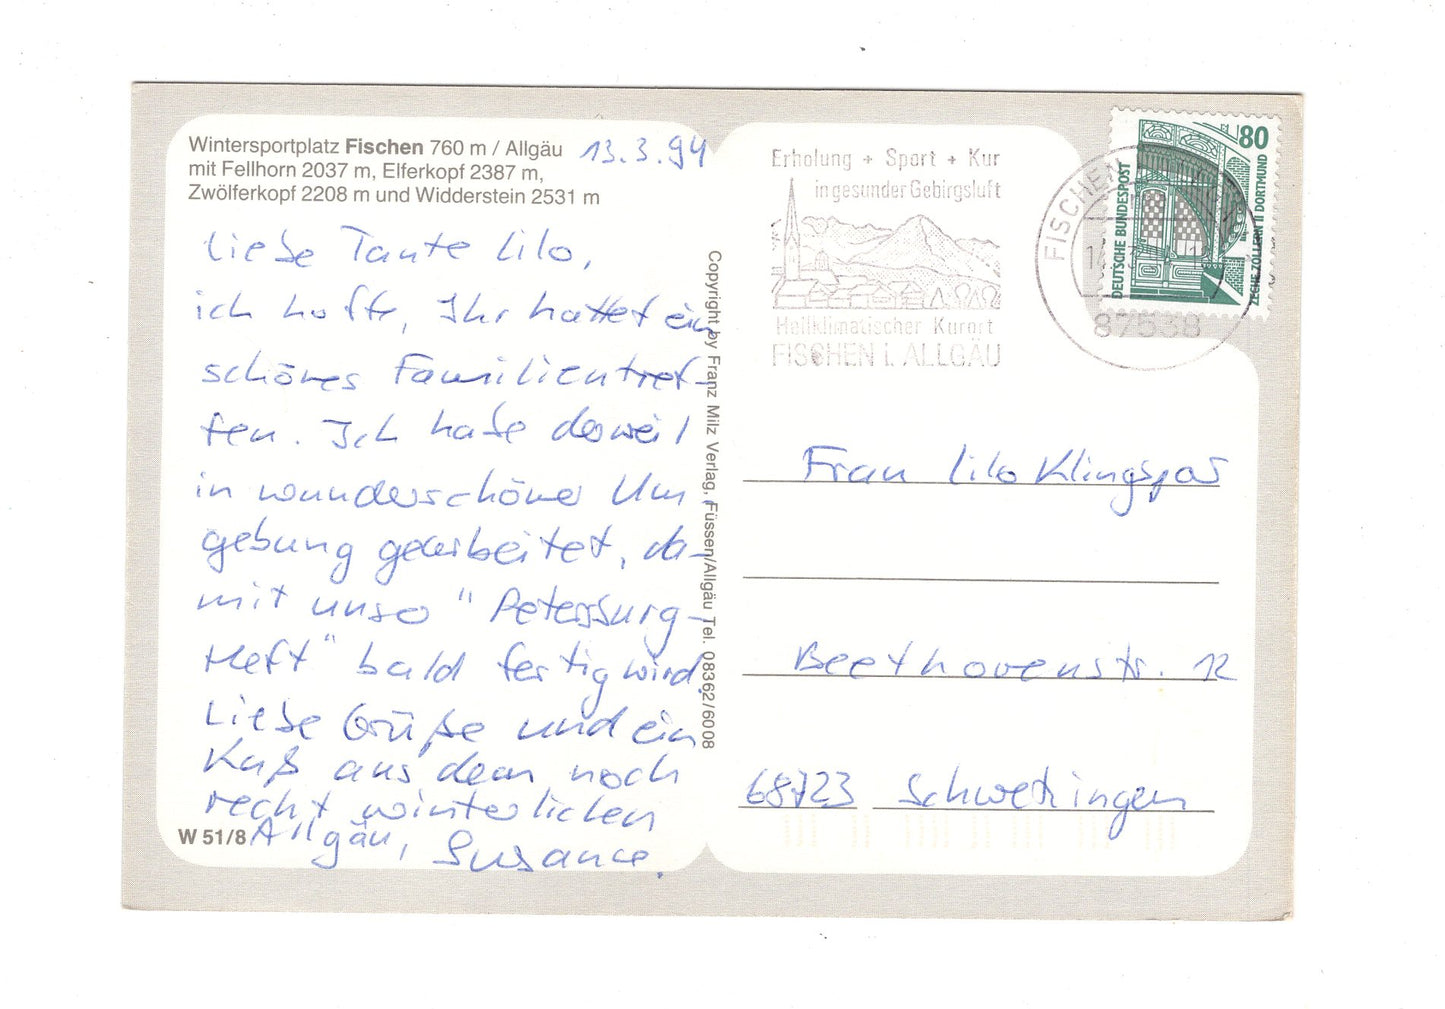 Wintersportplatz Fischen 760 m / Allgäu
mit Fellhorn 2037 m, Elferkopf 2387 m,
Zwölferkopf 2208 m und Widderstein 2531 m
13.3.94
Liebe Tante Lilo,
ich hoffe, Ihr hattet ein
schönes Familientref-
fen. Ich habe derweil
in wunderschöner Um-
gebung gearbeitet, da-
mit unser "Petersburg-
Heft" bald fertig wird.
Liebe Grüße und ein
Kuß aus dem noch
recht winterlichen
Allgäu, Susanne.
W 51/8
Copyright by Franz Milz Verlag, Füssen/Allgäu Tel. 08362/6008
Erholung + Sport + Kur
in gesunder Gebirgsluft
Heilklimatischer Kurort
FISCHEN i. ALLGÄU
FISCHEN
87538
80
DEUTSCHE BUNDESPOST
ZECHE ZOLLERN II DORTMUND
Frau Lilo Klingspor
Beethovenstr. 12
68723 Schwetzingen